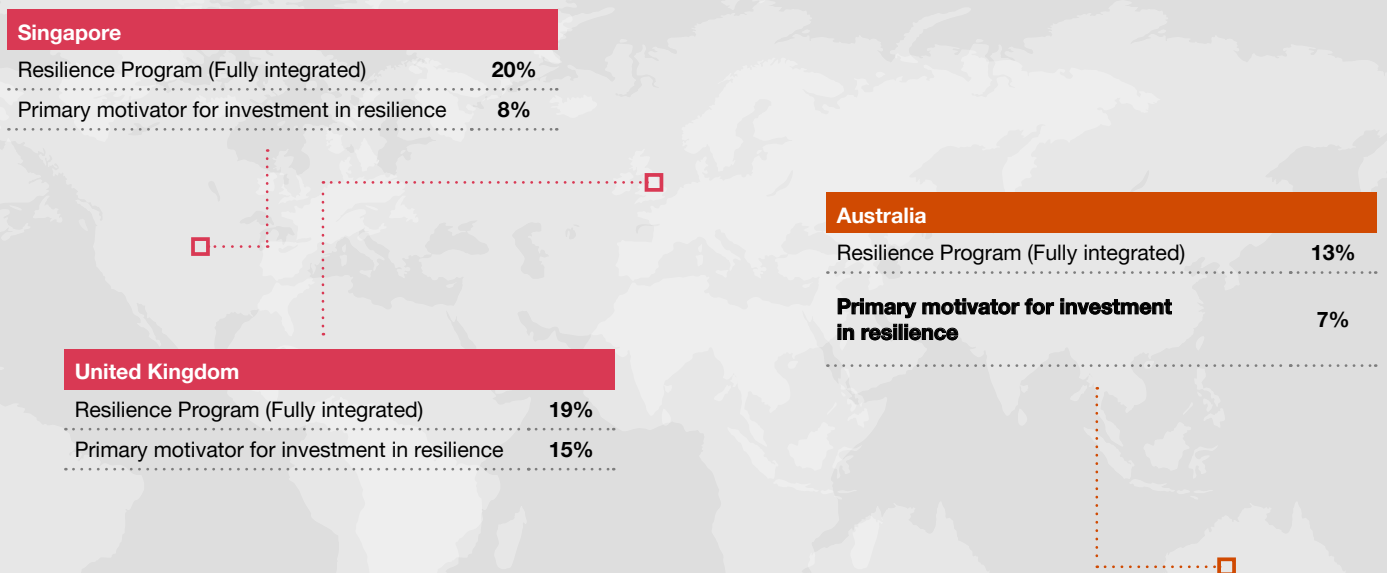 Singapore
Resilience Program (Fully integrated) 20%
Primary motivator for investment in resilience 8%
United Kingdom
Resilience Program (Fully integrated) 19%
Primary motivator for investment in resilience 15%
Australia
Resilience Program (Fully integrated) 13%
Primary motivator for investment
in resilience 7%